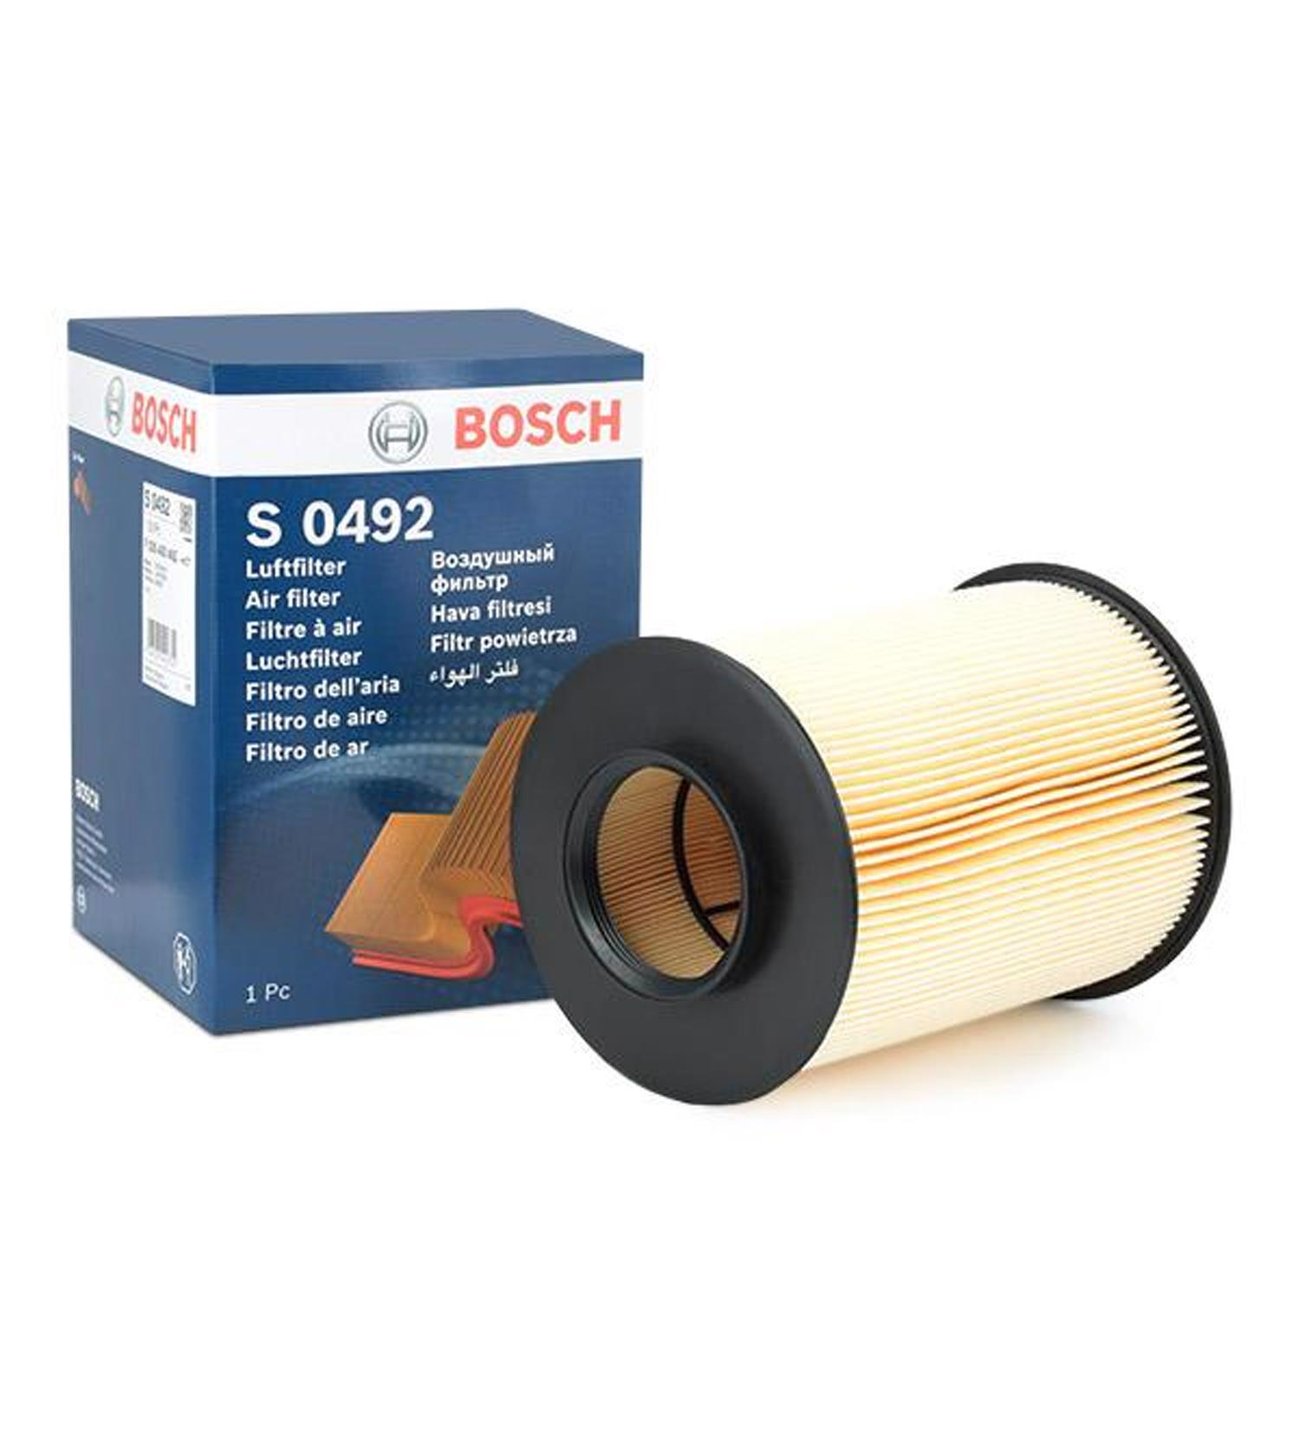 BOSCH
BOSCH
S 0492
Luftfilter
Air filter
Filtre à air
Luchtfilter
Filtro dell'aria
Filtro de aire
Filtro de ar
Воздушный
фильтр
Hava filtresi
Filtr powietrza
فلتر الهواء
1 Pc
S 0492
BOSCH